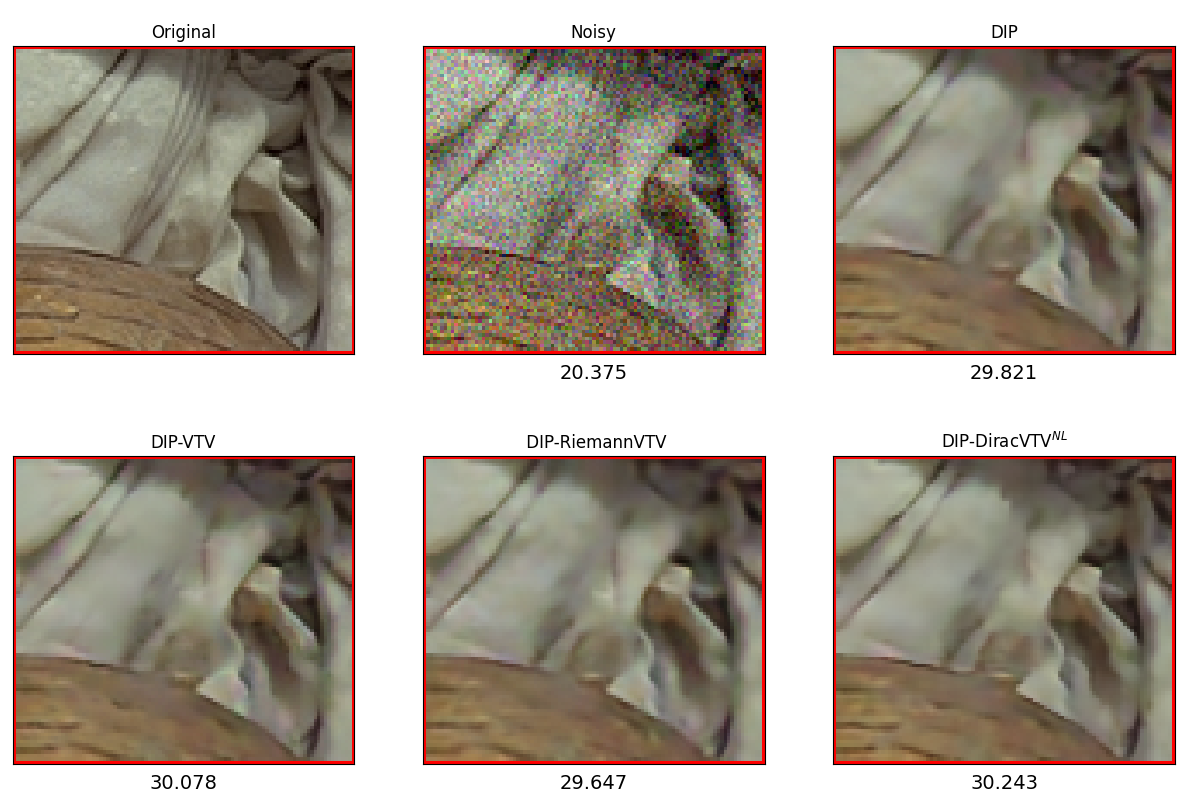 Original
Noisy
DIP
20.375
29.821
DIP-VTV
DIP-RiemannVTV
DIP-DiracVTV^{NL}
30.078
29.647
30.243